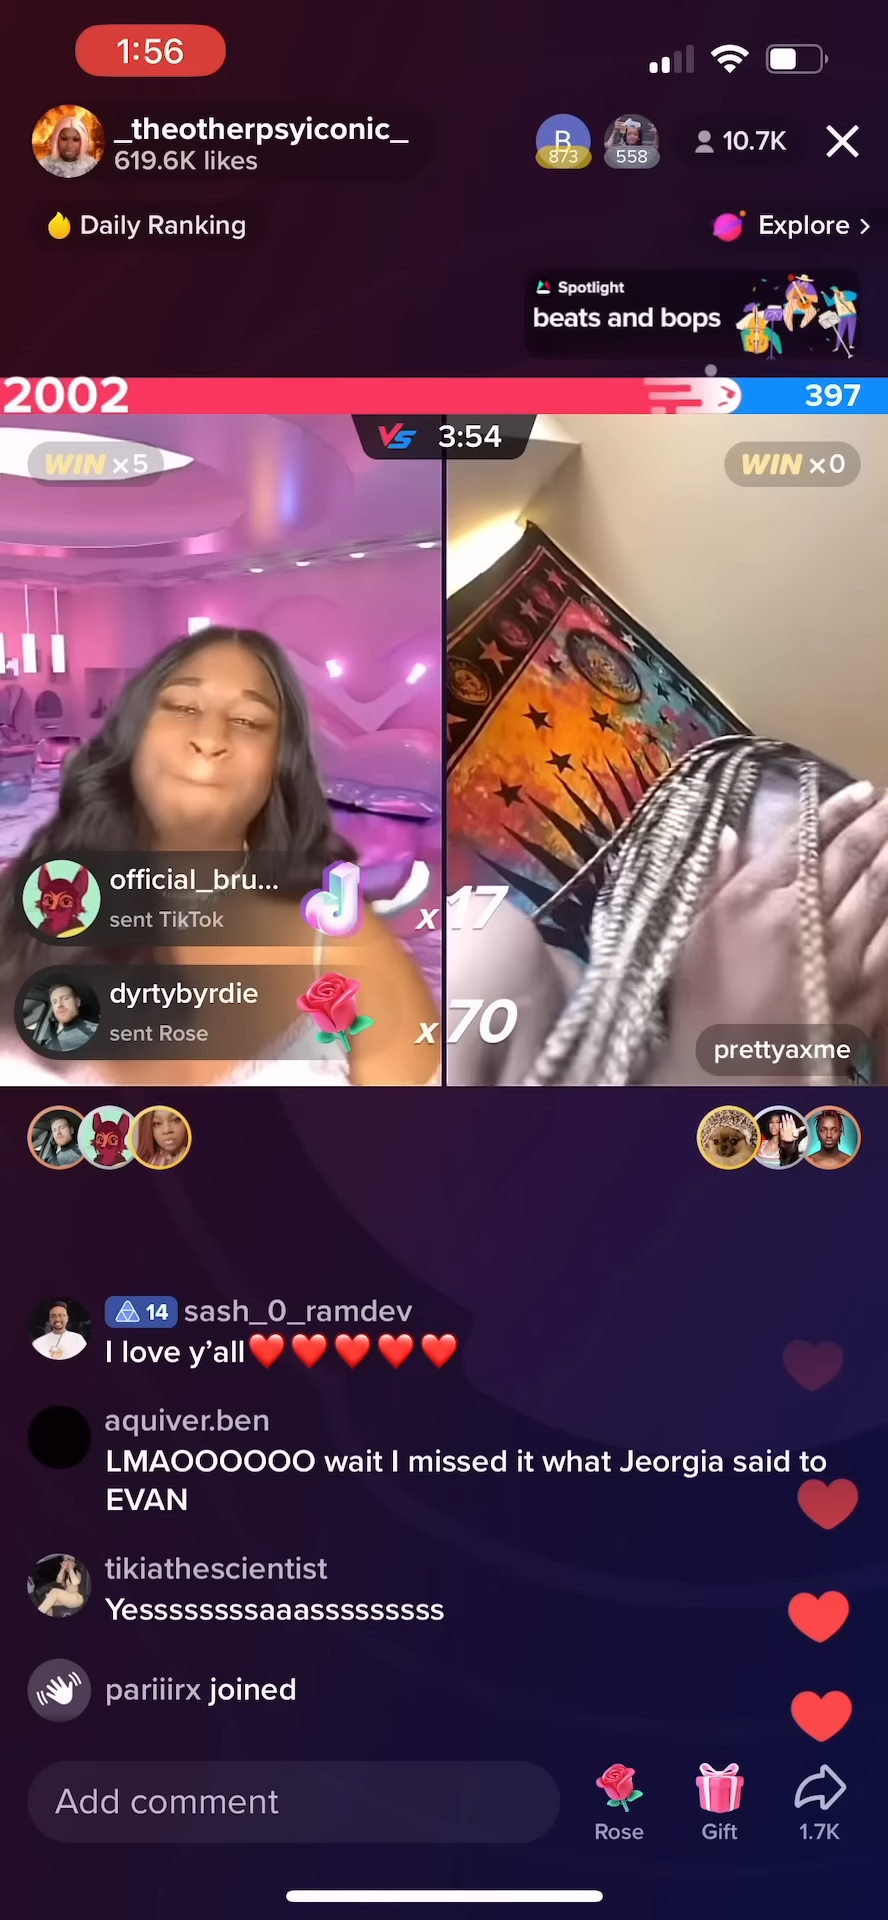 1:56
_theotherpsyiconic_
619.6K likes
B
873
558
10.7K
Daily Ranking
Explore >
Spotlight
beats and bops
2002
397
VS 3:54
WIN x5
WIN x0
official_bru...
sent TikTok
x17
dyrtybyrdie
sent Rose
x70
prettyaxme
14 sash_0_ramdev
I love y’all❤️❤️❤️❤️❤️
aquiver.ben
LMAOOOOOO wait I missed it what Jeorgia said to
EVAN
tikiathescientist
Yesssssssssaaasssssssss
pariiirx joined
Add comment
Rose
Gift
1.7K